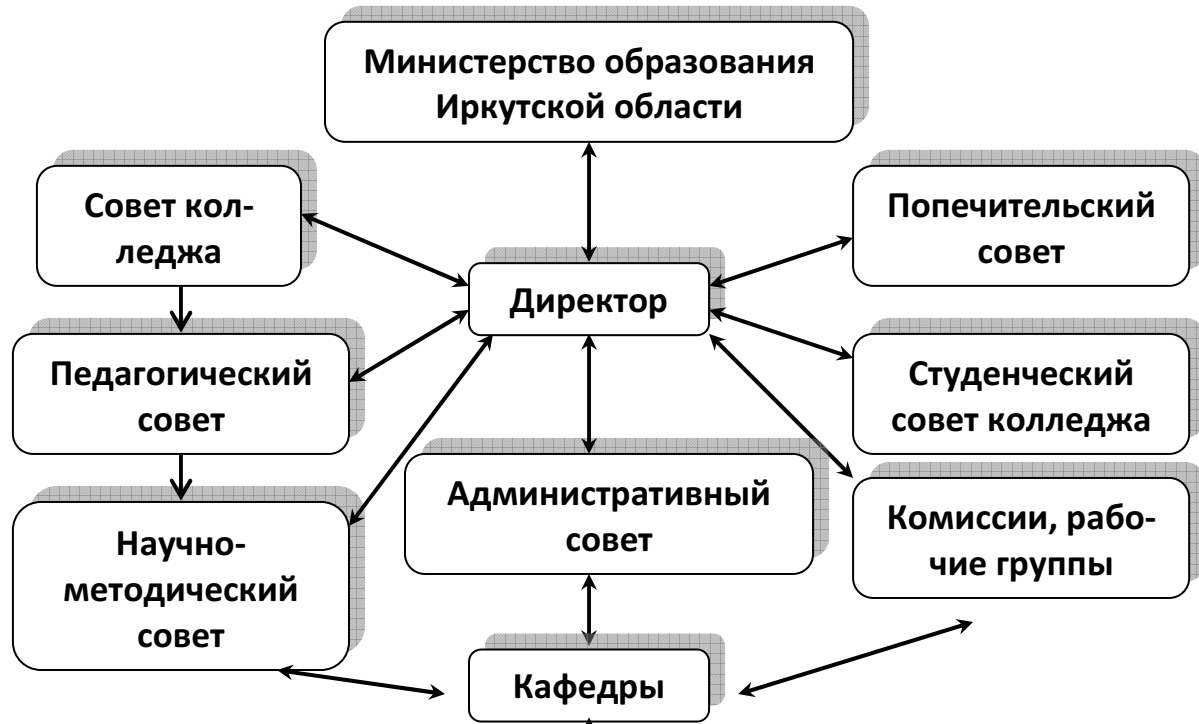 Министерство образования
Иркутской области
Совет кол-
леджа
Попечительский
совет
Директор
Педагогический
совет
Студенческий
совет колледжа
Административный
совет
Комиссии, рабо-
чие группы
Научно-
методический
совет
Кафедры